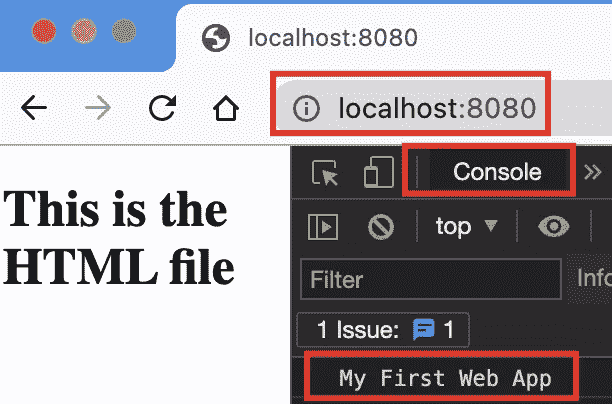 localhost:8080
localhost:8080
This is the
HTML file
Console
top
Filter
Info
1 Issue: 1
My First Web App